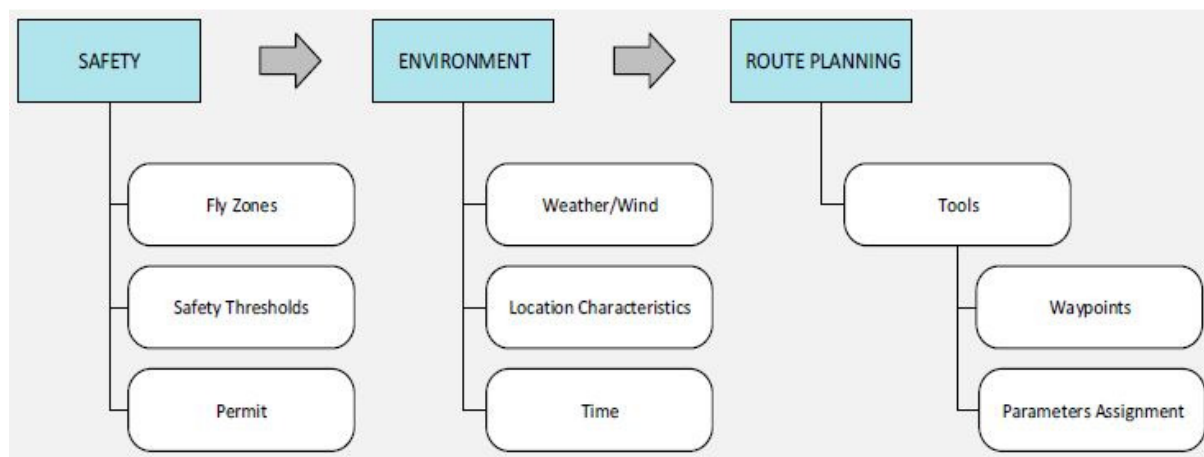 SAFETY
ENVIRONMENT
ROUTE PLANNING
Fly Zones
Weather/Wind
Tools
Safety Thresholds
Location Characteristics
Waypoints
Permit
Time
Parameters Assignment